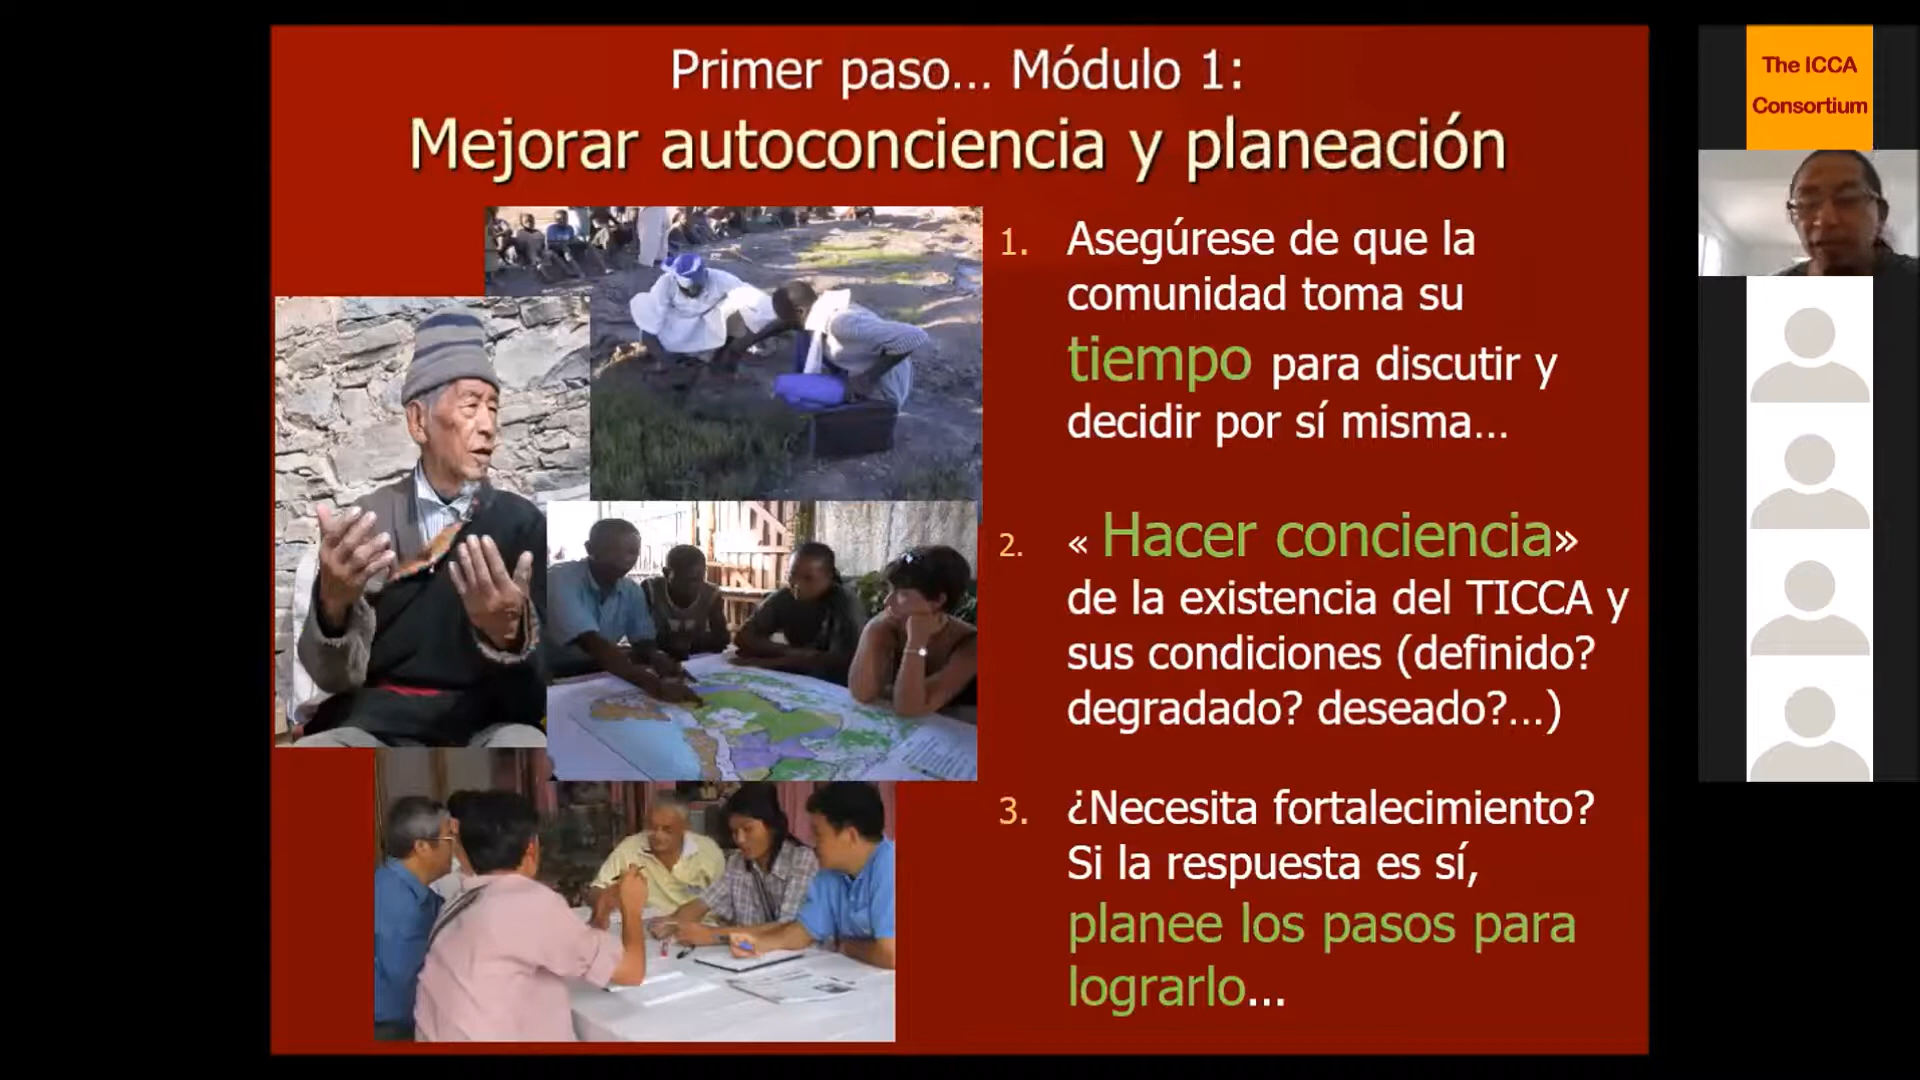 Primer paso... Módulo 1:
Mejorar autoconciencia y planeación
1. Asegúrese de que la
comunidad toma su
tiempo para discutir y
decidir por sí misma...
2. « Hacer conciencia»
de la existencia del TICCA y
sus condiciones (definido?
degradado? deseado?...)
3. ¿Necesita fortalecimiento?
Si la respuesta es sí,
planee los pasos para
lograrlo...
The ICCA
Consortium